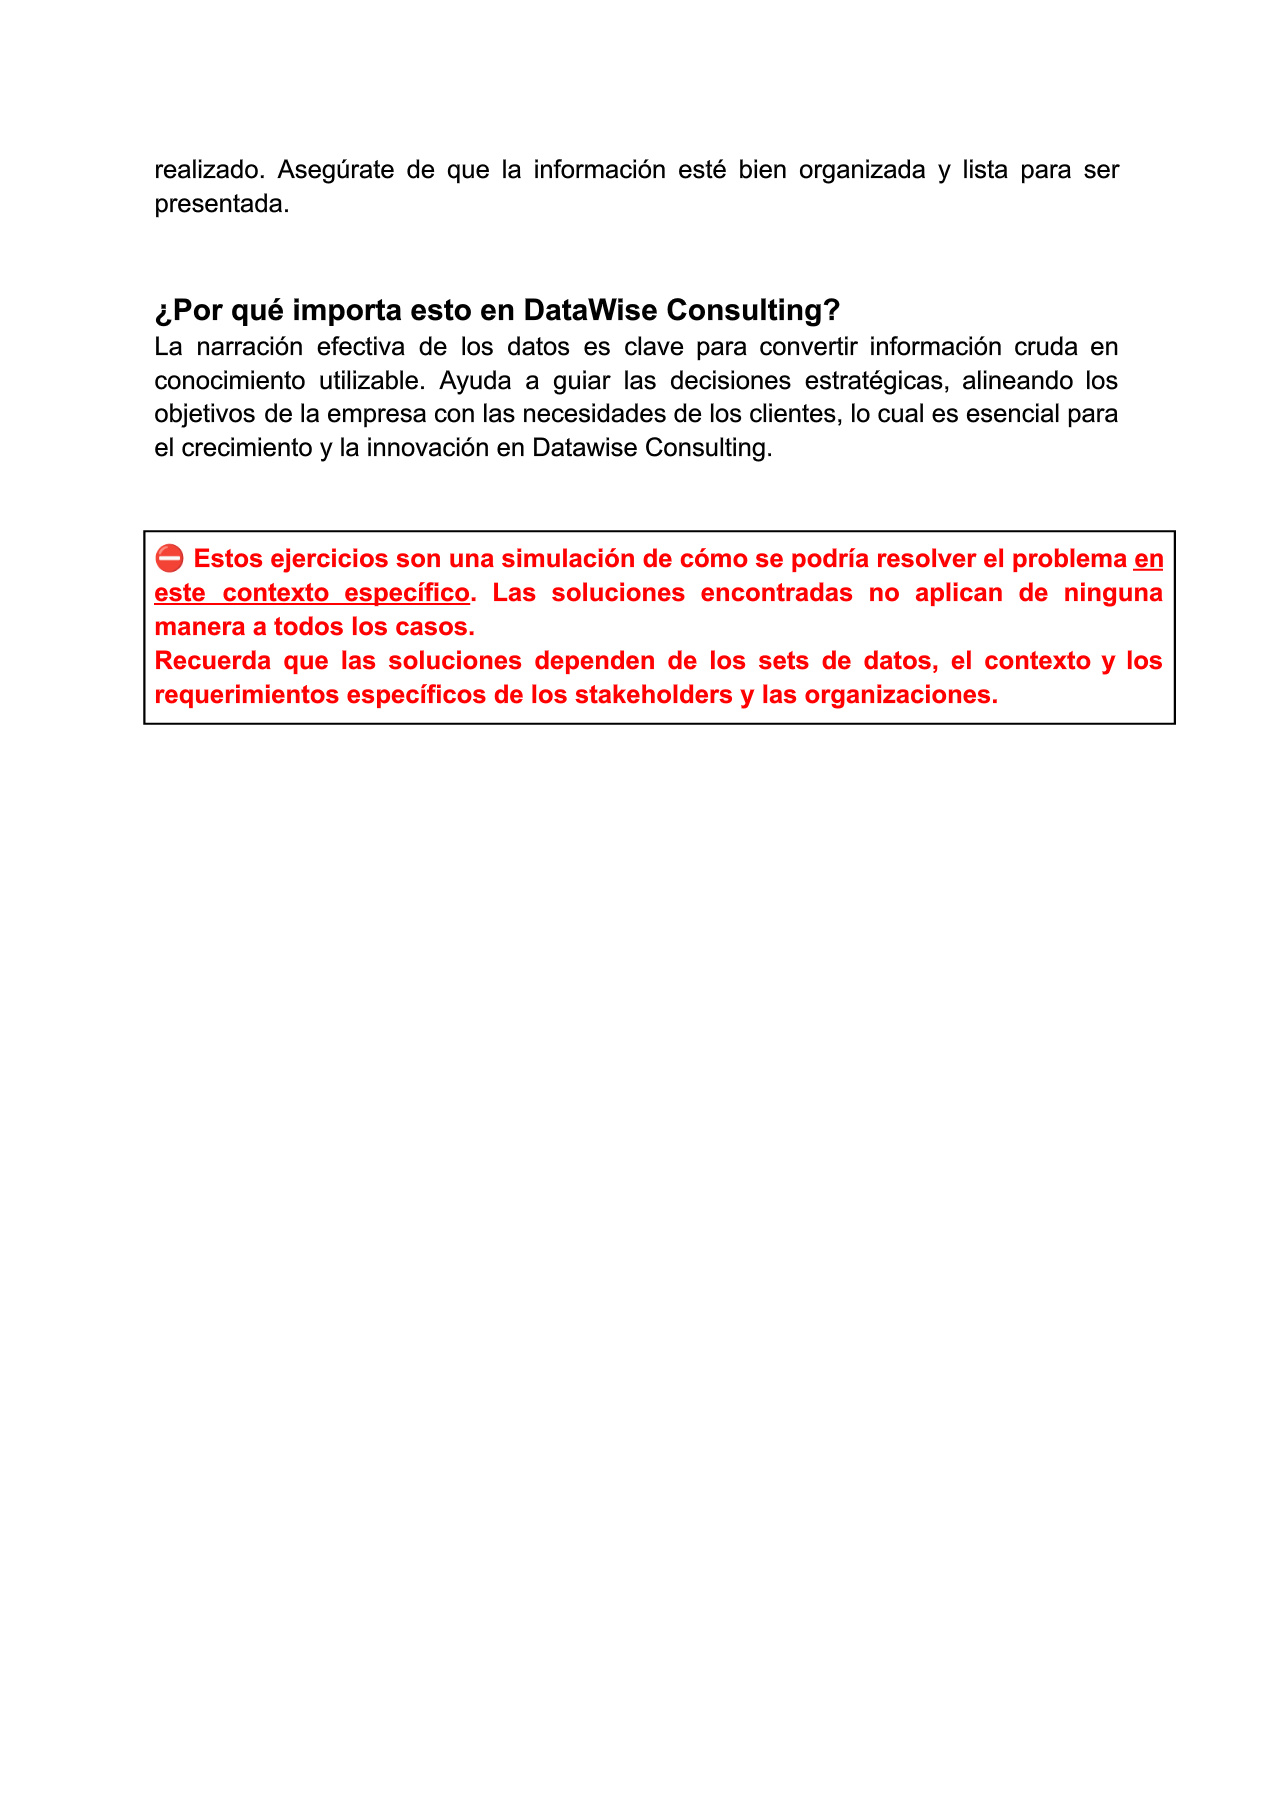 realizado. Asegúrate de que la información esté bien organizada y lista para ser
presentada.
¿Por qué importa esto en DataWise Consulting?
La narración efectiva de los datos es clave para convertir información cruda en
conocimiento utilizable. Ayuda a guiar las decisiones estratégicas, alineando los
objetivos de la empresa con las necesidades de los clientes, lo cual es esencial para
el crecimiento y la innovación en Datawise Consulting.
⛔ Estos ejercicios son una simulación de cómo se podría resolver el problema en
este contexto específico. Las soluciones encontradas no aplican de ninguna
manera a todos los casos.
Recuerda que las soluciones dependen de los sets de datos, el contexto y los
requerimientos específicos de los stakeholders y las organizaciones.